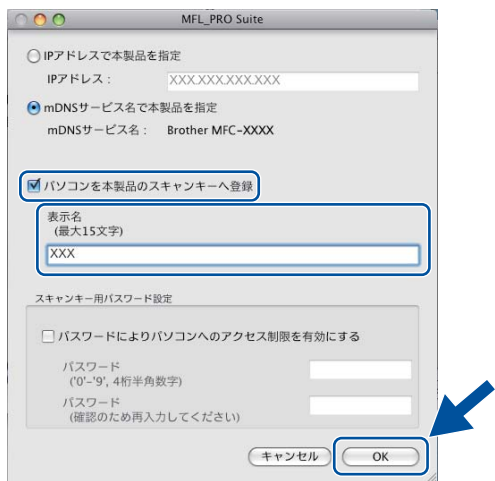 MFL_PRO Suite
IPアドレスで本製品を指定
IPアドレス： XXX.XXX.XXX.XXX
mDNSサービス名で本製品を指定
mDNSサービス名： Brother MFC-XXXX
パソコンを本製品のスキャンキーへ登録
表示名
(最大15文字)
XXX
スキャンキー用パスワード設定
パスワードによりパソコンへのアクセス制限を有効にする
パスワード
('0'-'9', 4桁半角数字)
パスワード
(確認のため再入力してください)
キャンセル OK